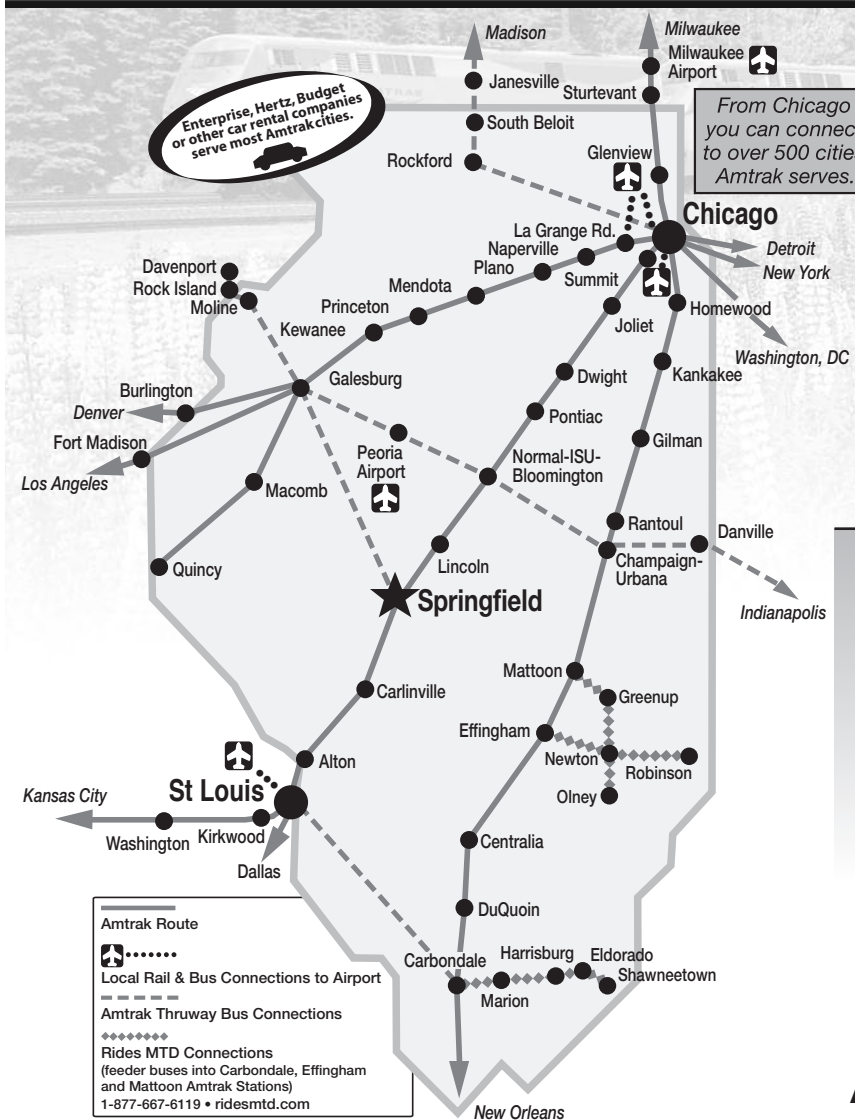 Madison
Milwaukee
Milwaukee
Airport
Janesville
Sturtevant
Enterprise, Hertz, Budget
or other car rental companies
serve most Amtrak cities.
From Chicago
you can connec
to over 500 citie
Amtrak serves.
South Beloit
Rockford
Glenview
Chicago
La Grange Rd.
Naperville
Plano
Summit
Detroit
New York
Davenport
Rock Island
Moline
Mendota
Princeton
Kewanee
Joliet
Homewood
Washington, DC
Galesburg
Dwight
Kankakee
Burlington
Denver
Pontiac
Fort Madison
Los Angeles
Peoria
Airport
Normal-ISU-
Bloomington
Gilman
Macomb
Rantoul
Danville
Lincoln
Champaign-
Urbana
Quincy
Springfield
Indianapolis
Mattoon
Carlinville
Greenup
Effingham
Newton
Robinson
Alton
St Louis
Olney
Kansas City
Washington
Kirkwood
Dallas
Centralia
DuQuoin
Carbondale
Harrisburg
Eldorado
Shawneetown
Marion
New Orleans
Amtrak Route
Local Rail & Bus Connections to Airport
Amtrak Thruway Bus Connections
Rides MTD Connections
(feeder buses into Carbondale, Effingham
and Mattoon Amtrak Stations)
1-877-667-6119 • ridesmtd.com